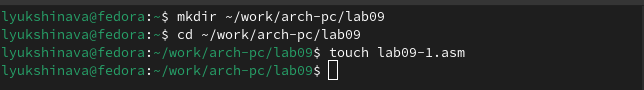 lyukshinava@fedora:~$ mkdir ~/work/arch-pc/lab09
lyukshinava@fedora:~$ cd ~/work/arch-pc/lab09
lyukshinava@fedora:~/work/arch-pc/lab09$ touch lab09-1.asm
lyukshinava@fedora:~/work/arch-pc/lab09$